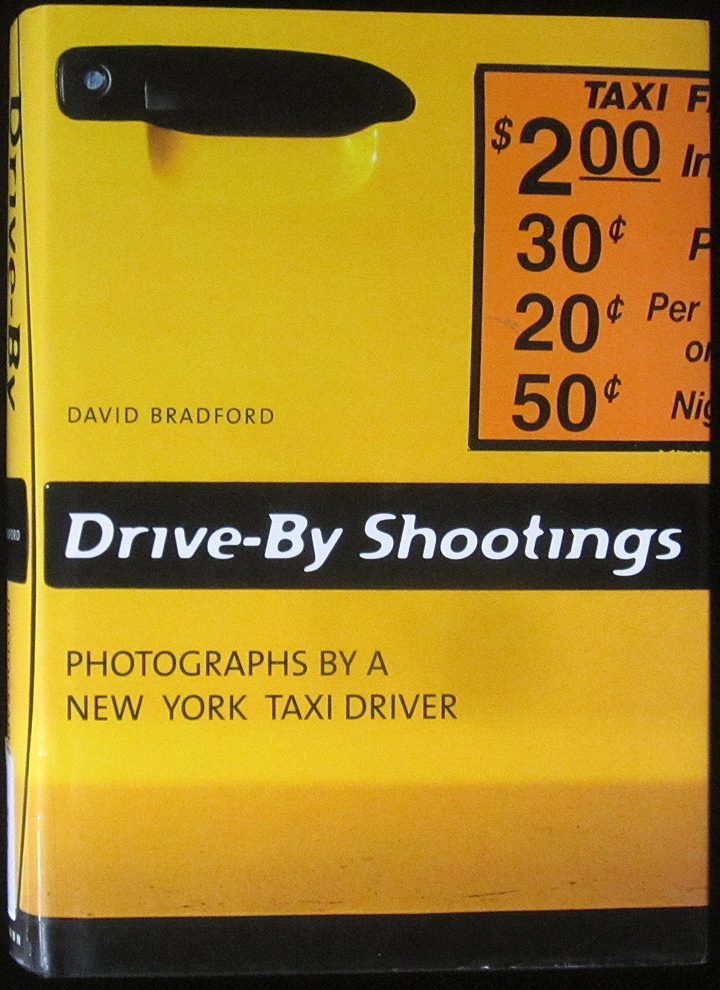 TAXI
$2.00
30¢
20¢ Per
50¢
DAVID BRADFORD
Drive-By Shootings
PHOTOGRAPHS BY A
NEW YORK TAXI DRIVER
Drive-By